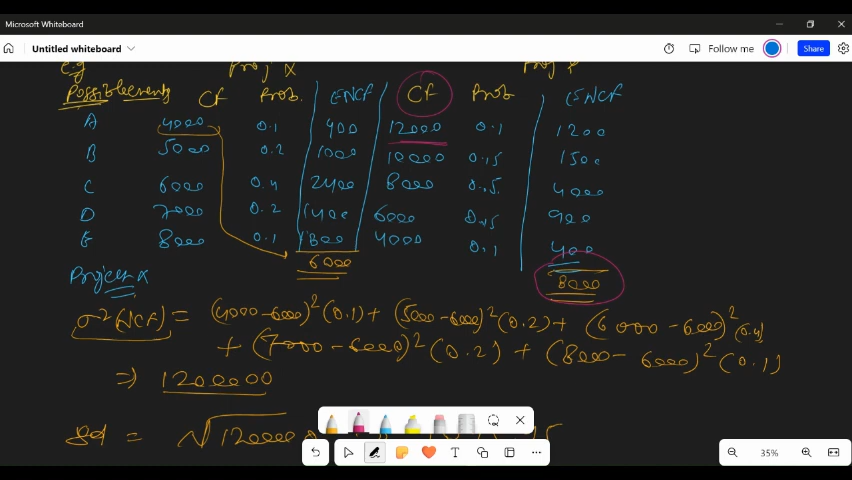 Microsoft Whiteboard
Untitled whiteboard
Follow me
Share
e.g Proj X Proj Y
Possible events CF Prob. ENCF CF Prob ENCF
A 4000 0.1 400 12000 0.1 1200
B 5000 0.2 1000 10000 0.15 1500
C 6000 0.4 2400 8000 0.5 4000
D 7000 0.2 1400 6000 0.15 900
E 8000 0.1 800 4000 0.1 400
6000 8000
Project X
σ²(NCF) = (4000-6000)²(0.1) + (5000-6000)²(0.2) + (6000-6000)²(0.4)
+ (7000-6000)²(0.2) + (8000-6000)²(0.1)
⇒ 1200000
Sd = √1200000
35%